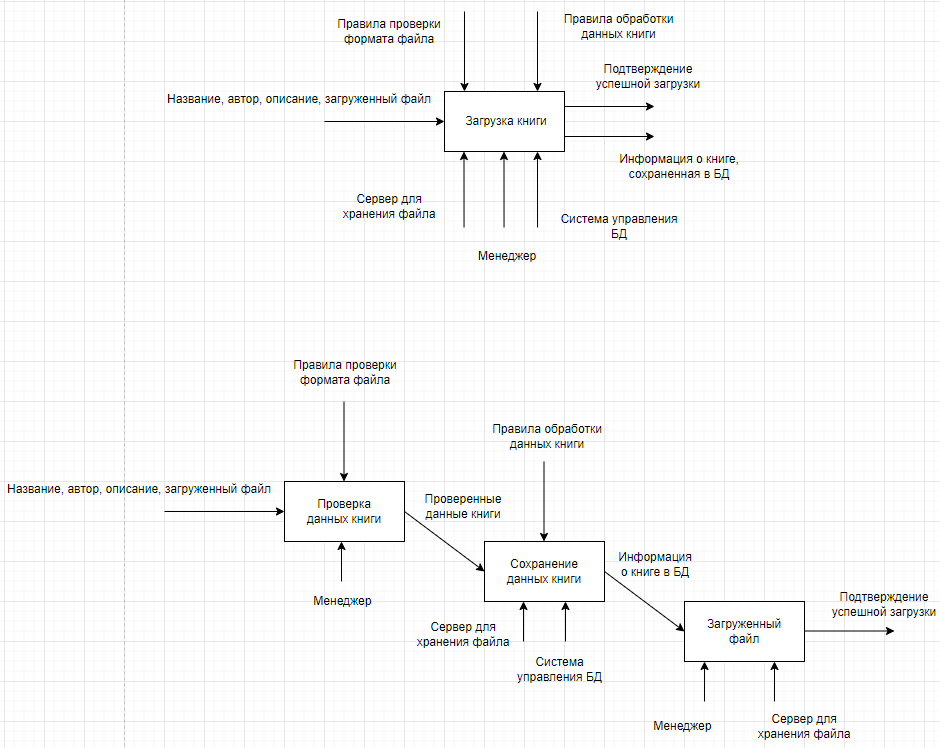 Правила проверки
формата файла
Правила обработки
данных книги
Подтверждение
успешной загрузки
Название, автор, описание, загруженный файл
Загрузка книги
Информация о книге,
сохраненная в БД
Сервер для
хранения файла
Система управления
БД
Менеджер
Правила проверки
формата файла
Правила обработки
данных книги
Название, автор, описание, загруженный файл
Проверка
данных книги
Проверенные
данные книги
Сохранение
данных книги
Информация
о книге в БД
Менеджер
Подтверждение
успешной загрузки
Сервер для
хранения файла
Загруженный
файл
Система
управления БД
Менеджер
Сервер для
хранения файла